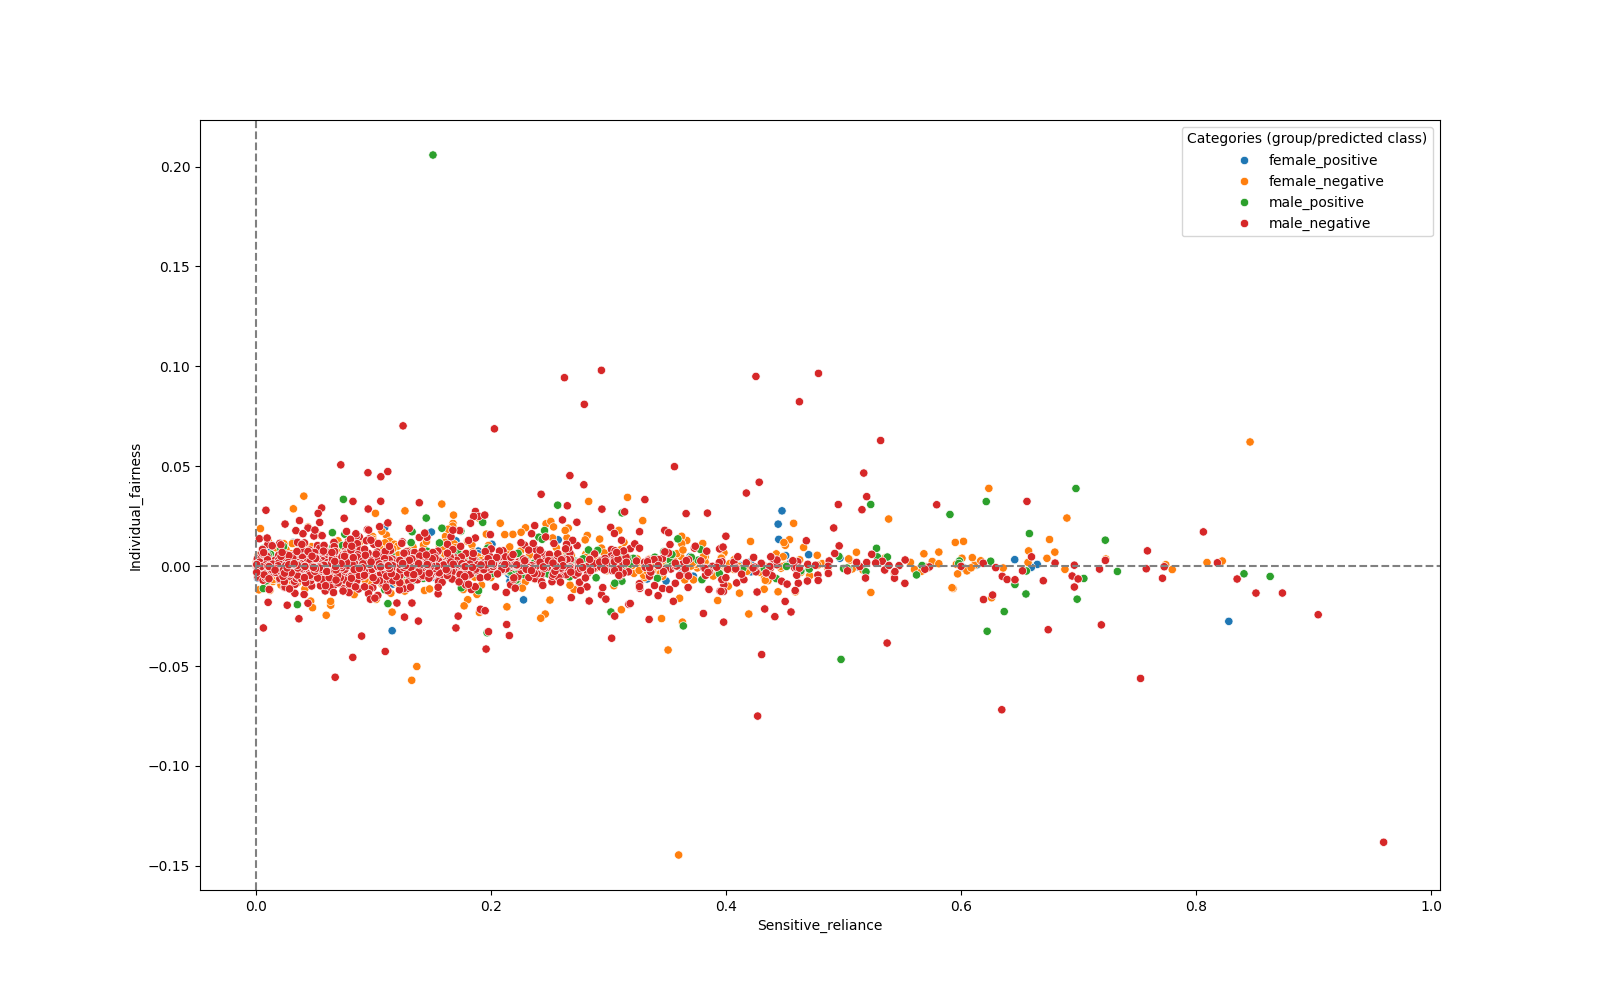 Categories (group/predicted class)
female_positive
female_negative
male_positive
male_negative
0.20
0.15
0.10
0.05
0.00
−0.05
−0.10
−0.15
Individual_fairness
0.0 0.2 0.4 0.6 0.8 1.0
Sensitive_reliance